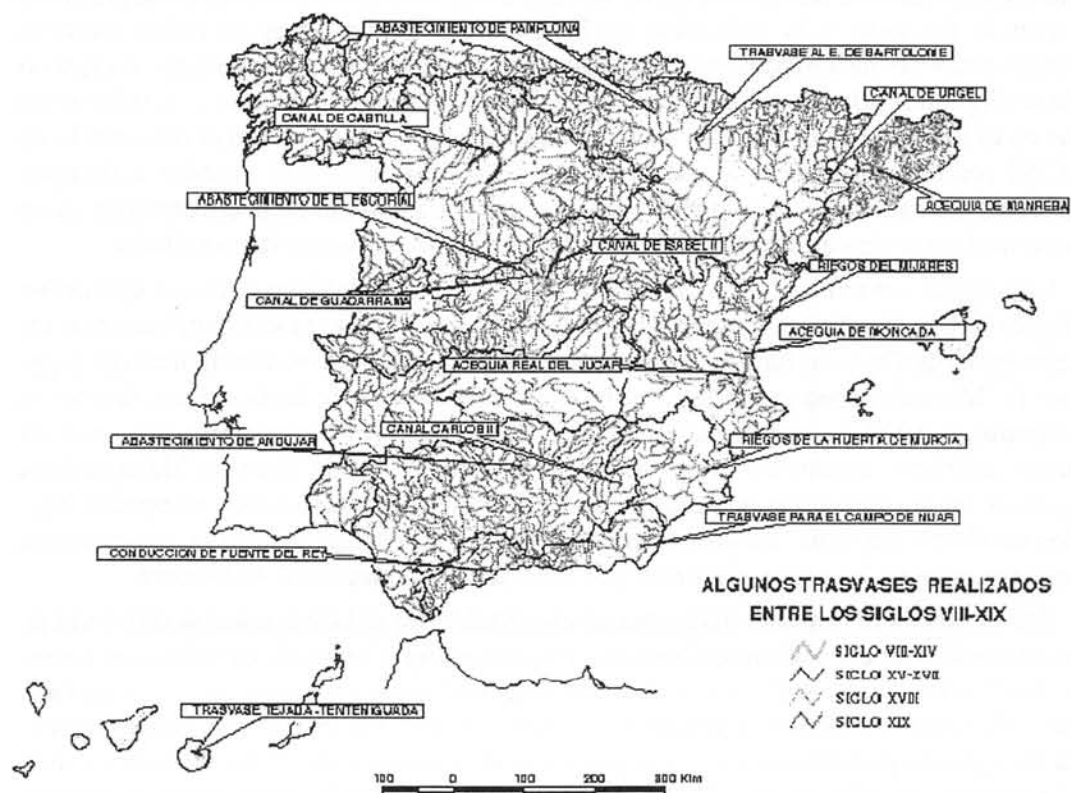 ABASTECIMIENTO DE PAMPLONA
TRASVASE AL E. DE BARTOLOME
CANAL DE URGEL
CANAL DE CASTILLA
ABASTECIMIENTO DE EL ESCORIAL
ACEQUIA DE MANRESA
CANAL DE ISABEL II
RIEGOS DEL MIJARES
CANAL DE GUADARRAMA
ACEQUIA DE MONCADA
ACEQUIA REAL DEL JUCAR
CANAL CARLOS III
ABASTECIMIENTO DE ANDUJAR
RIEGOS DE LA HUERTA DE MURCIA
TRASVASE PARA EL CAMPO DE NIJAR
CONDUCCION DE FUENTE DEL REY
ALGUNOS TRASVASES REALIZADOS
ENTRE LOS SIGLOS VIII-XIX
SIGLO VIII-XIV
SIGLO XV-XVII
SIGLO XVIII
SIGLO XIX
TRASVASE TEJADA-TENTENIGUADA
100 0 100 200 300 Klm